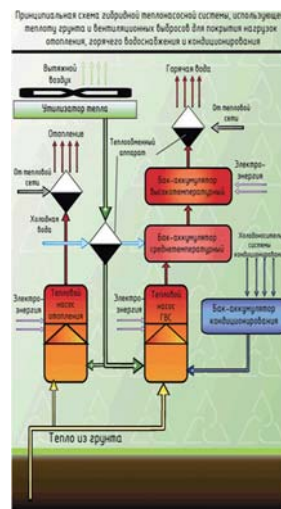 Принципиальная схема гибридной теплонасосной системы, использующей
теплоту грунта и вентиляционных выбросов для покрытия нагрузок
отопления, горячего водоснабжения и кондиционирования
Вытяжной
воздух
Горячая вода
Утилизатор тепла
От тепловой
сети
Отопление
Теплообменный
аппарат
Электро-
энергия
Бак-аккумулятор
высокотемпературный
От тепловой
сети
Холодная
вода
Бак-аккумулятор
среднетемпературный
Холодоноситель
системы
кондиционирования
Электро-
энергия
Тепловой
насос
отопления
Электро-
энергия
Тепловой
насос
ГВС
Бак-аккумулятор
кондиционирования
Тепло из грунта